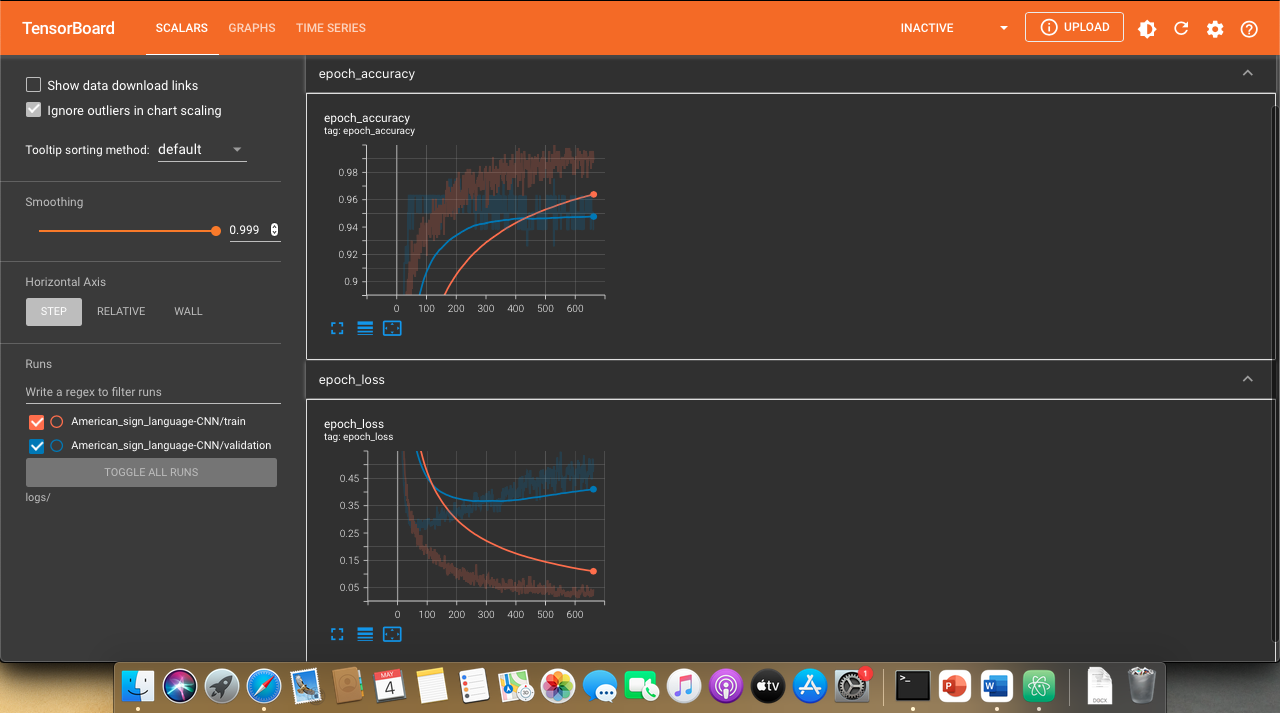 TensorBoard SCALARS GRAPHS TIME SERIES INACTIVE UPLOAD
Show data download links
Ignore outliers in chart scaling
Tooltip sorting method: default
Smoothing
0.999
Horizontal Axis
STEP RELATIVE WALL
Runs
Write a regex to filter runs
American_sign_language-CNN/train
American_sign_language-CNN/validation
TOGGLE ALL RUNS
logs/
epoch_accuracy
epoch_accuracy
tag: epoch_accuracy
0.98
0.96
0.94
0.92
0.9
0 100 200 300 400 500 600
epoch_loss
epoch_loss
tag: epoch_loss
0.45
0.35
0.25
0.15
0.05
0 100 200 300 400 500 600
MAY
4
3D
tv
1
>_
P
W
DOCX